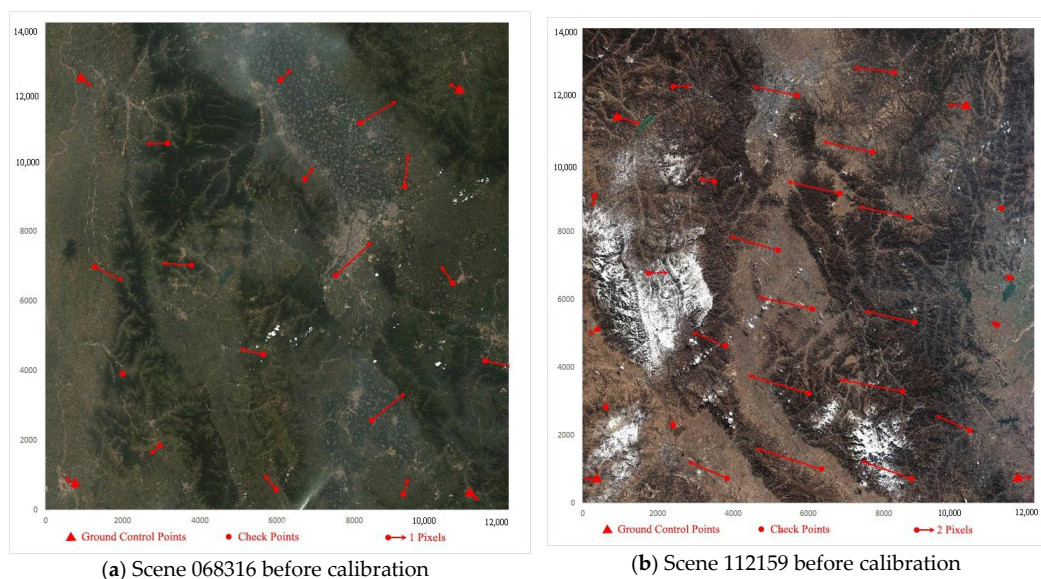 14,000
12,000
10,000
8000
6000
4000
2000
0
0 2000 4000 6000 8000 10,000 12,000
Ground Control Points Check Points 1 Pixels
(a) Scene 068316 before calibration
14,000
12,000
10,000
8000
6000
4000
2000
0
0 2000 4000 6000 8000 10,000 12,000
Ground Control Points Check Points 2 Pixels
(b) Scene 112159 before calibration